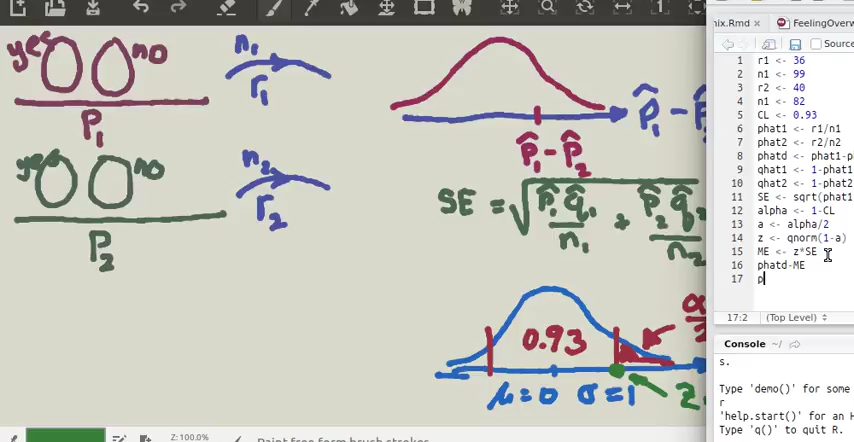 yes no n1 r1
P1
yes no n2 r2
P2
p̂1 - p̂
p̂1 - p̂2
SE = √ p̂1 q̂1 / n1 + p̂2 q̂2 / n2
0.93
μ=0 σ=1
Z: 100.0%
Paint free form brush strokes
nix.Rmd
FeelingOverw
Source
1 r1 <- 36
2 n1 <- 99
3 r2 <- 40
4 n1 <- 82
5 CL <- 0.93
6 phat1 <- r1/n1
7 phat2 <- r2/n2
8 phatd <- phat1-p
9 qhat1 <- 1-phat1
10 qhat2 <- 1-phat2
11 SE <- sqrt(phat1
12 alpha <- 1-CL
13 a <- alpha/2
14 z <- qnorm(1-a)
15 ME <- z*SE
16 phatd-ME
17 p
17:2 (Top Level)
Console ~/
s.
Type 'demo()' for some
r
'help.start()' for an H
Type 'q()' to quit R.